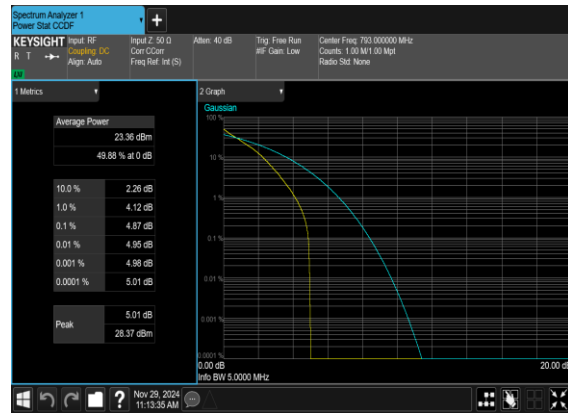 Spectrum Analyzer 1
Power Stat CCDF
KEYSIGHT
R T
LXI
Input: RF
Coupling: DC
Align: Auto
Input Z: 50 Ω
Corr CCorr
Freq Ref: Int (S)
Atten: 40 dB
Trig: Free Run
#IF Gain: Low
Center Freq: 793.000000 MHz
Counts: 1.00 M/1.00 Mpt
Radio Std: None
1 Metrics
Average Power
23.36 dBm
49.88 % at 0 dB
10.0 % 2.26 dB
1.0 % 4.12 dB
0.1 % 4.87 dB
0.01 % 4.95 dB
0.001 % 4.98 dB
0.0001 % 5.01 dB
Peak 5.01 dB
28.37 dBm
2 Graph
Gaussian
100 %
10 %
1 %
0.1 %
0.01 %
0.001 %
0.0001 %
0.00 dB
20.00 dB
Info BW 5.0000 MHz
?
Nov 29, 2024
11:13:35 AM